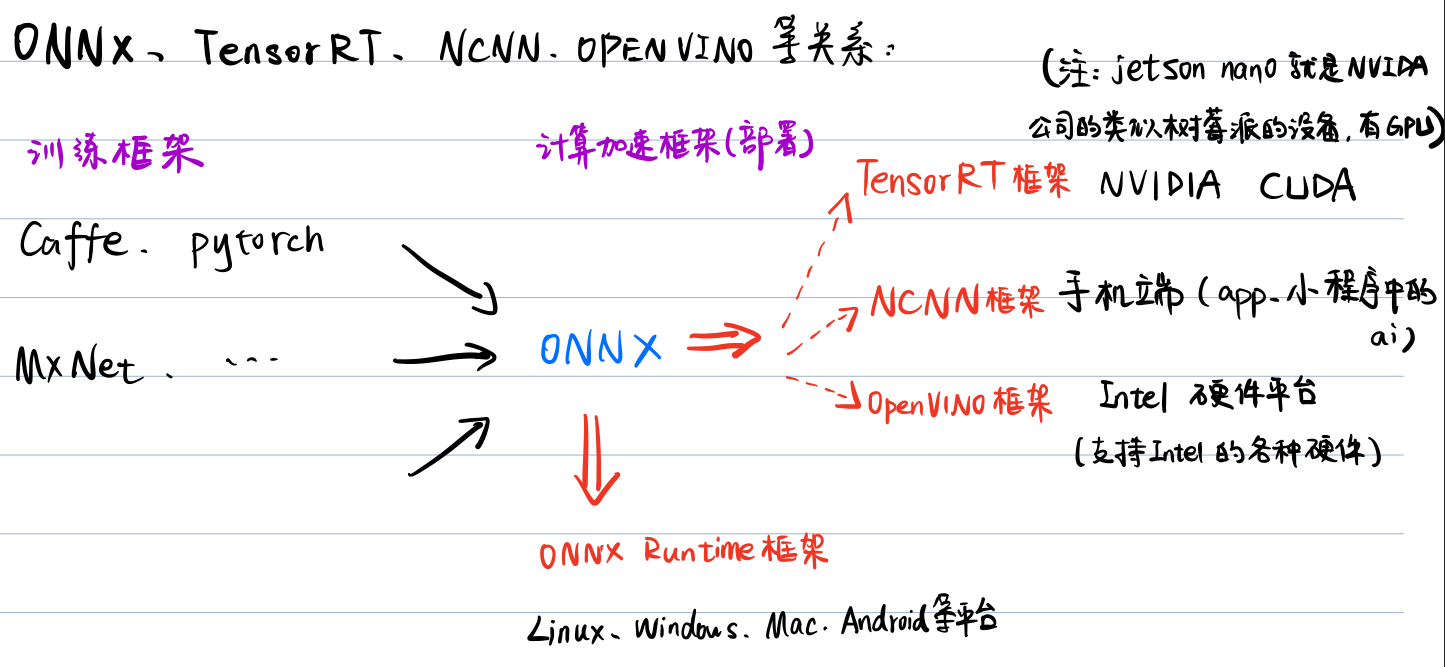 ONNX、TensorRT、NCNN、OPENVINO 等关系:
(注: jetson nano 就是NVIDA
公司的类似树莓派的设备,有GPU)
训练框架
计算加速框架(部署)
TensorRT框架 NVIDIA CUDA
Caffe、pytorch
NCNN框架 手机端(app、小程序中的
ai)
ONNX
MxNet、...
OpenVINO框架 Intel 硬件平台
(支持Intel的各种硬件)
ONNX Runtime框架
Linux、Windows、Mac、Android等平台